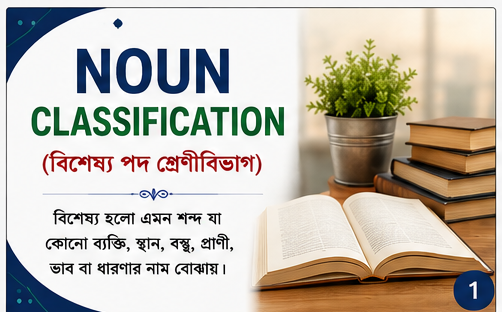 NOUN
CLASSIFICATION
(বিশেষ্য পদ শ্রেণীবিভাগ)
বিশেষ্য হলো এমন শব্দ যা
কোনো ব্যক্তি, স্থান, বস্তু, প্রাণী,
ভাব বা ধারণার নাম বোঝায়।
1